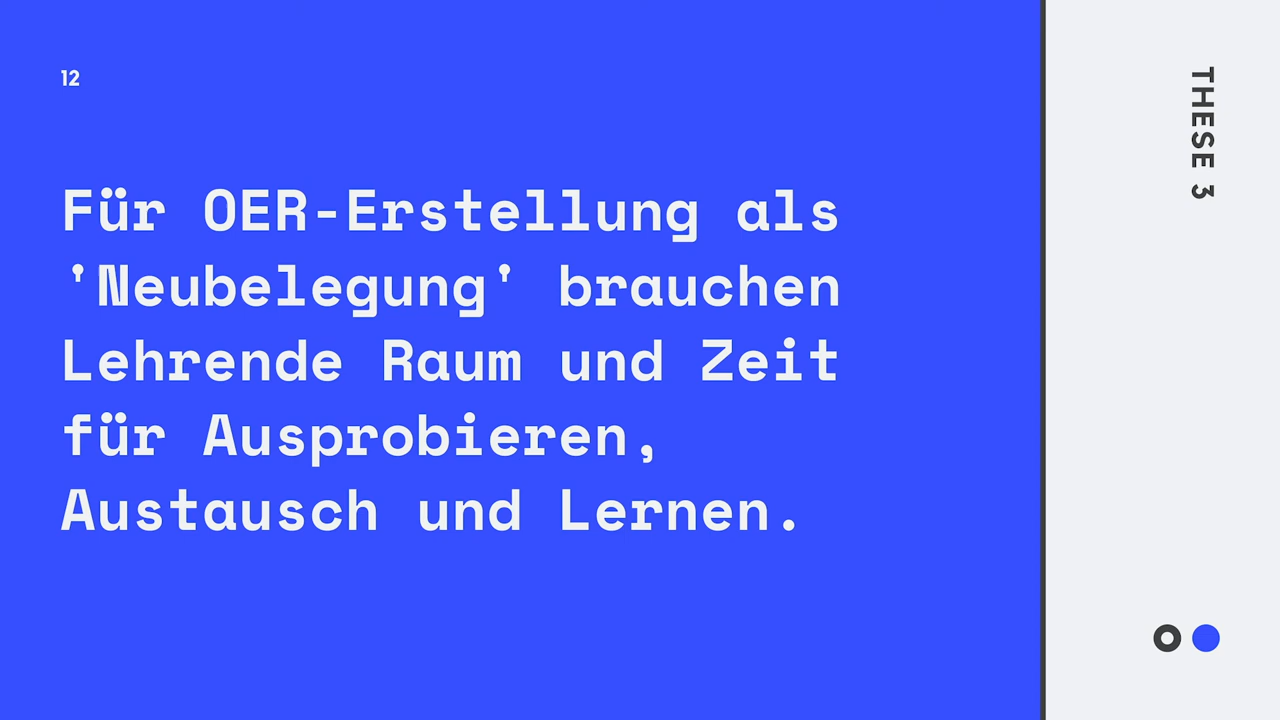 12
Für OER-Erstellung als
'Neubelegung' brauchen
Lehrende Raum und Zeit
für Ausprobieren,
Austausch und Lernen.
THESE 3